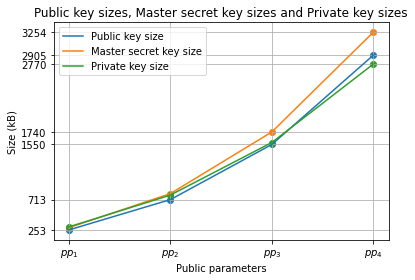 Public key sizes, Master secret key sizes and Private key sizes
Public key size
Master secret key size
Private key size
3254
2905
2770
1740
1550
713
253
Size (kB)
pp₁ pp₂ pp₃ pp₄
Public parameters